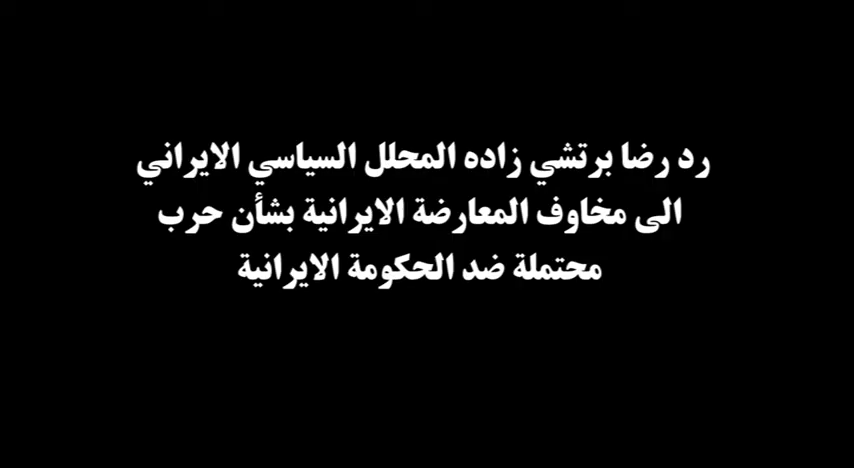 رد رضا برتشي زاده المحلل السياسي الايراني
الى مخاوف المعارضة الايرانية بشأن حرب
محتملة ضد الحكومة الايرانية